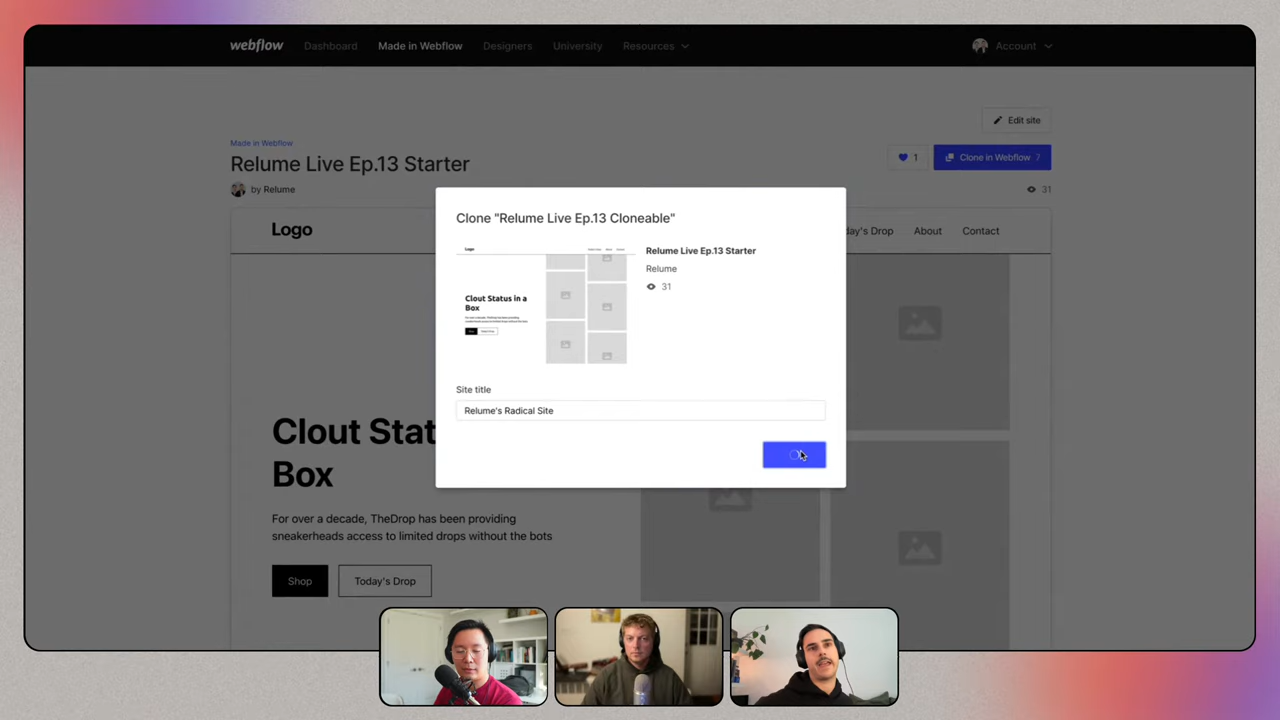 webflow Dashboard Made in Webflow Designers University Resources Account
Edit site
Made in Webflow
Relume Live Ep.13 Starter
1 Clone in Webflow 7
by Relume 31
Logo ay's Drop About Contact
Clone "Relume Live Ep.13 Cloneable"
Relume Live Ep.13 Starter
Relume
31
Logo
Clout Status in a
Box
Site title
Relume's Radical Site
Clout Stat
Box
For over a decade, TheDrop has been providing
sneakerheads access to limited drops without the bots
Shop Today's Drop